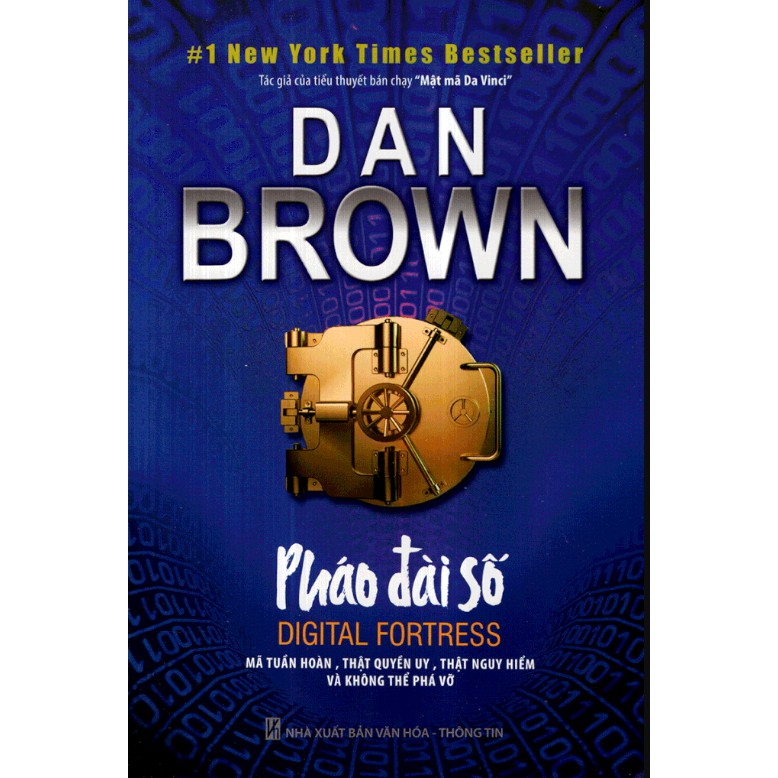 #1 New York Times Bestseller
Tác giả của tiểu thuyết bán chạy “Mật mã Da Vinci”
DAN
BROWN
Pháo đài số
DIGITAL FORTRESS
MÃ TUẦN HOÀN , THẬT QUYỀN UY , THẬT NGUY HIỂM
VÀ KHÔNG THỂ PHÁ VỠ
NHÀ XUẤT BẢN VĂN HÓA - THÔNG TIN